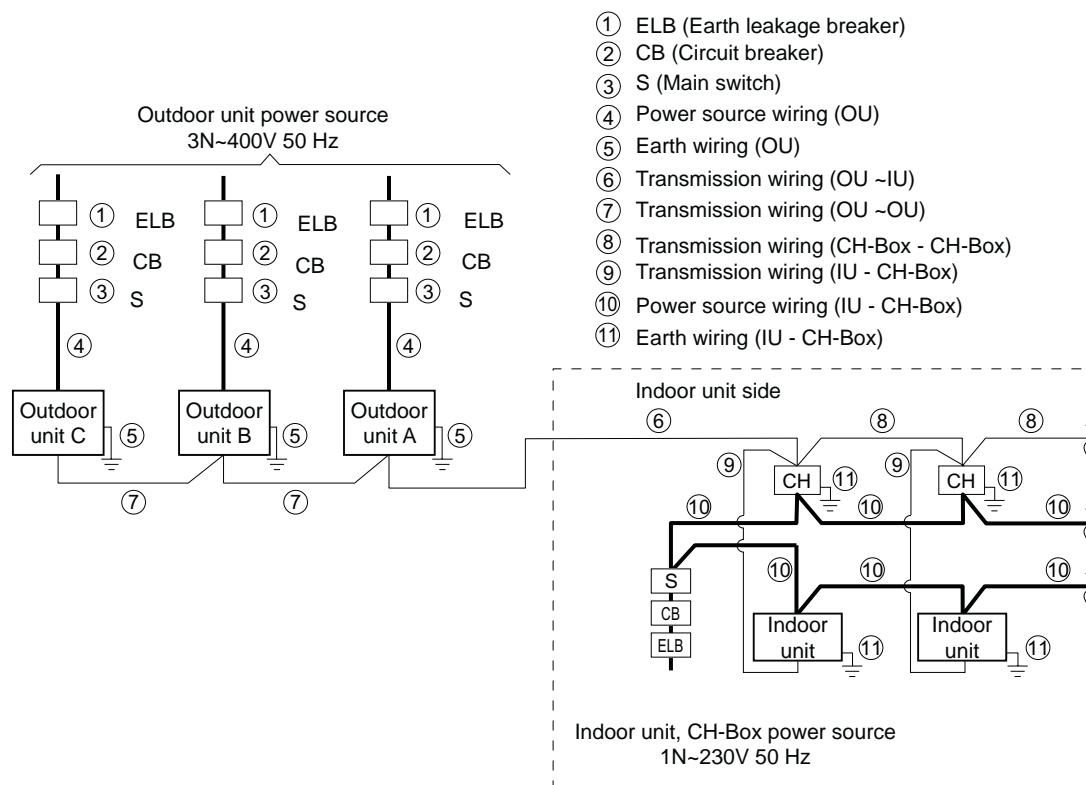 ① ELB (Earth leakage breaker)
② CB (Circuit breaker)
③ S (Main switch)
④ Power source wiring (OU)
⑤ Earth wiring (OU)
⑥ Transmission wiring (OU ~IU)
⑦ Transmission wiring (OU ~OU)
⑧ Transmission wiring (CH-Box - CH-Box)
⑨ Transmission wiring (IU - CH-Box)
⑩ Power source wiring (IU - CH-Box)
⑪ Earth wiring (IU - CH-Box)
Outdoor unit power source
3N~400V 50 Hz
① ELB ① ELB ① ELB
② CB ② CB ② CB
③ S ③ S ③ S
④ ④ ④
Outdoor
unit C
⑤
Outdoor
unit B
⑤
Outdoor
unit A
⑤
⑦ ⑦
Indoor unit side
⑥ ⑧ ⑧
⑨ CH ⑪ ⑨ CH ⑪
⑩ ⑩ ⑩
S ⑩ ⑩ ⑩
CB
ELB
Indoor
unit
⑪
Indoor
unit
⑪
Indoor unit, CH-Box power source
1N~230V 50 Hz